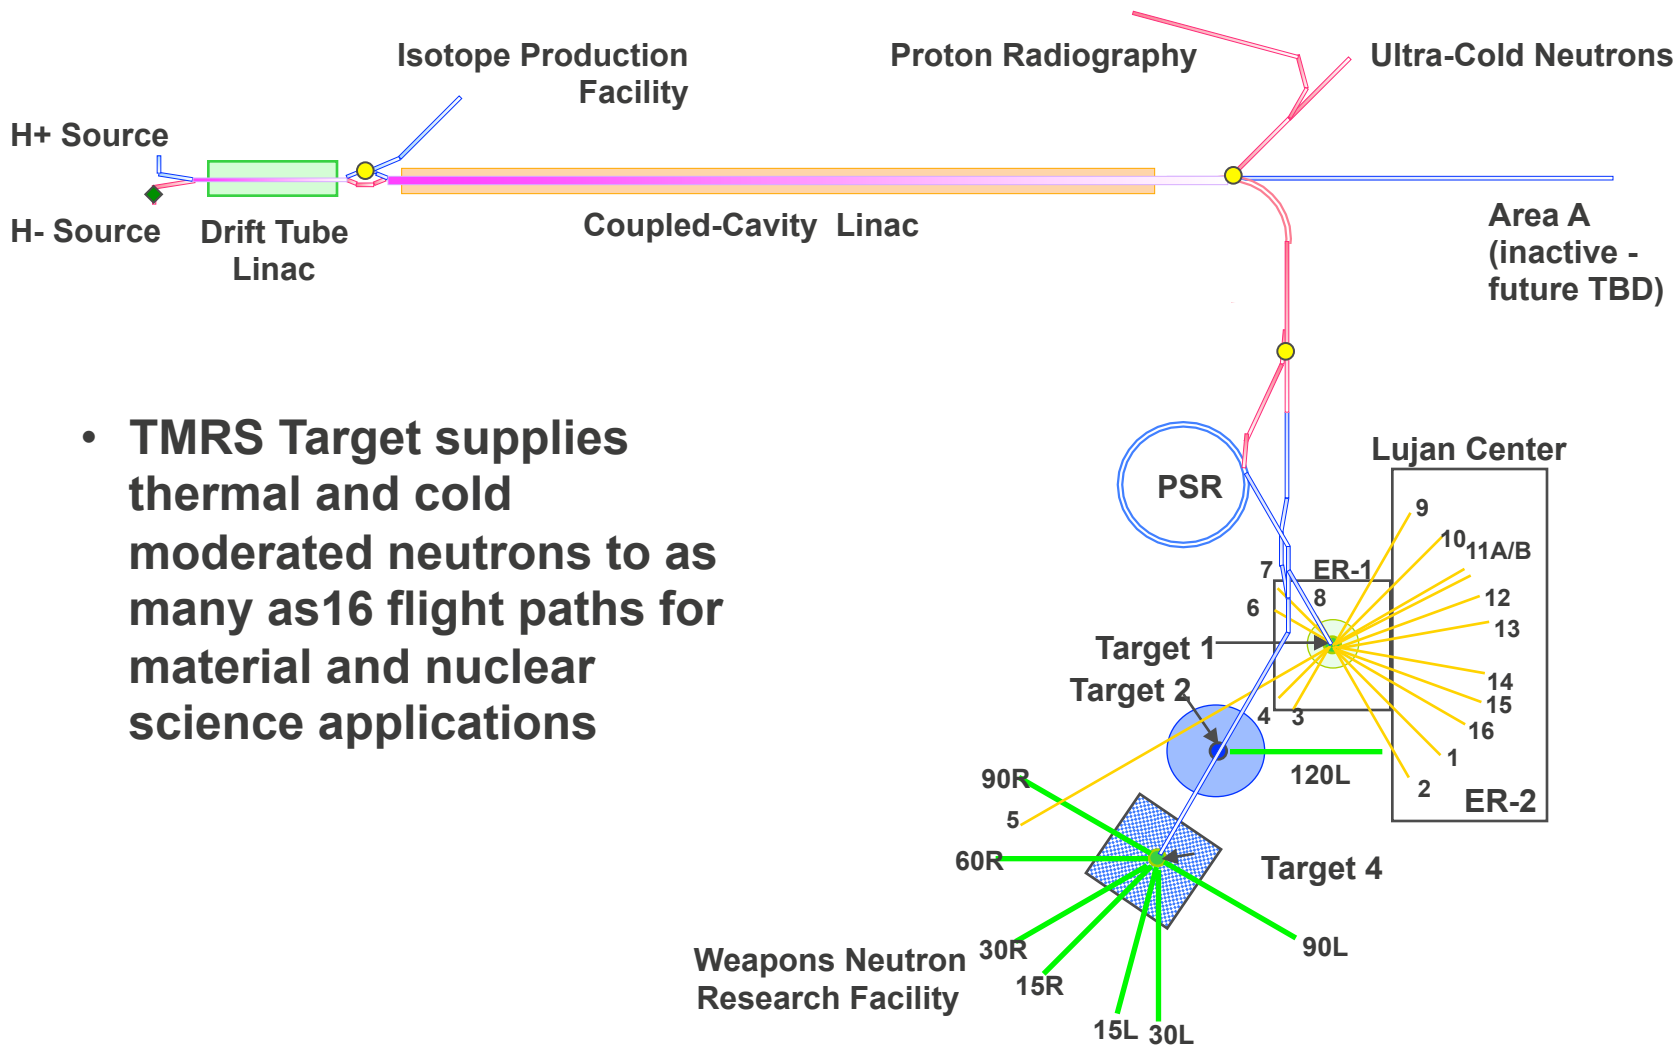 Isotope Production
Facility
Proton Radiography
Ultra-Cold Neutrons
H+ Source
H- Source
Drift Tube
Linac
Coupled-Cavity Linac
Area A
(inactive -
future TBD)
• TMRS Target supplies
thermal and cold
moderated neutrons to as
many as16 flight paths for
material and nuclear
science applications
Lujan Center
PSR
9
10
11A/B
7
ER-1
8
12
6
13
Target 1
14
Target 2
15
4
3
16
1
120L
2
ER-2
90R
5
60R
Target 4
30R
90L
Weapons Neutron
Research Facility
15R
15L
30L